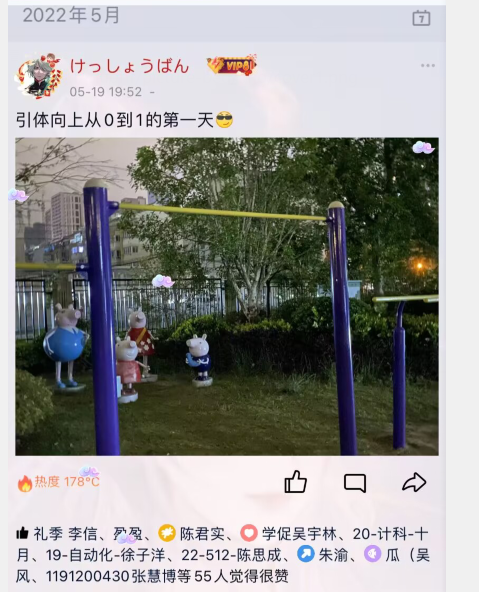 2022年5月
7
けっしょうばん VIP8
05-19 19:52 -
引体向上从0到1的第一天😎
热度 178°C
礼季 李信、盈盈、陈君实、学促吴宇林、20-计科-十
月、19-自动化-徐子洋、22-512-陈思成、朱渝、瓜（吴
风、1191200430张慧博等55人觉得很赞